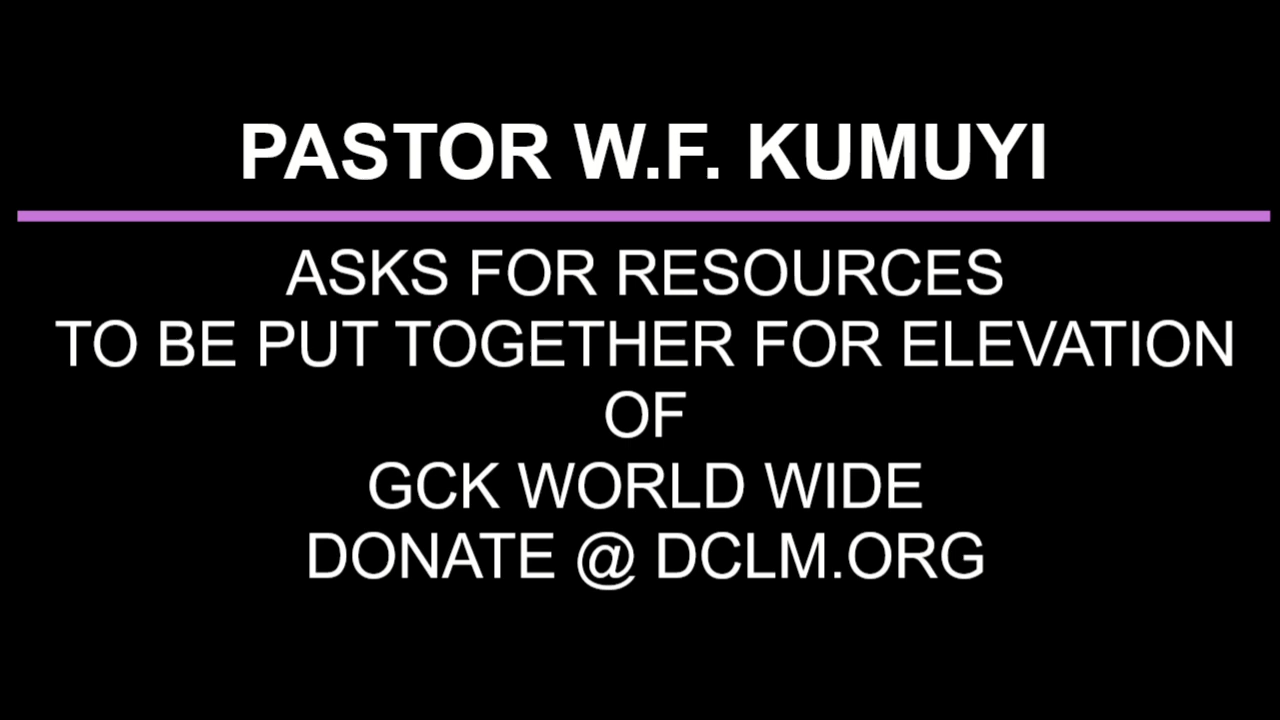 PASTOR W.F. KUMUYI
ASKS FOR RESOURCES
TO BE PUT TOGETHER FOR ELEVATION
OF
GCK WORLD WIDE
DONATE @ DCLM.ORG